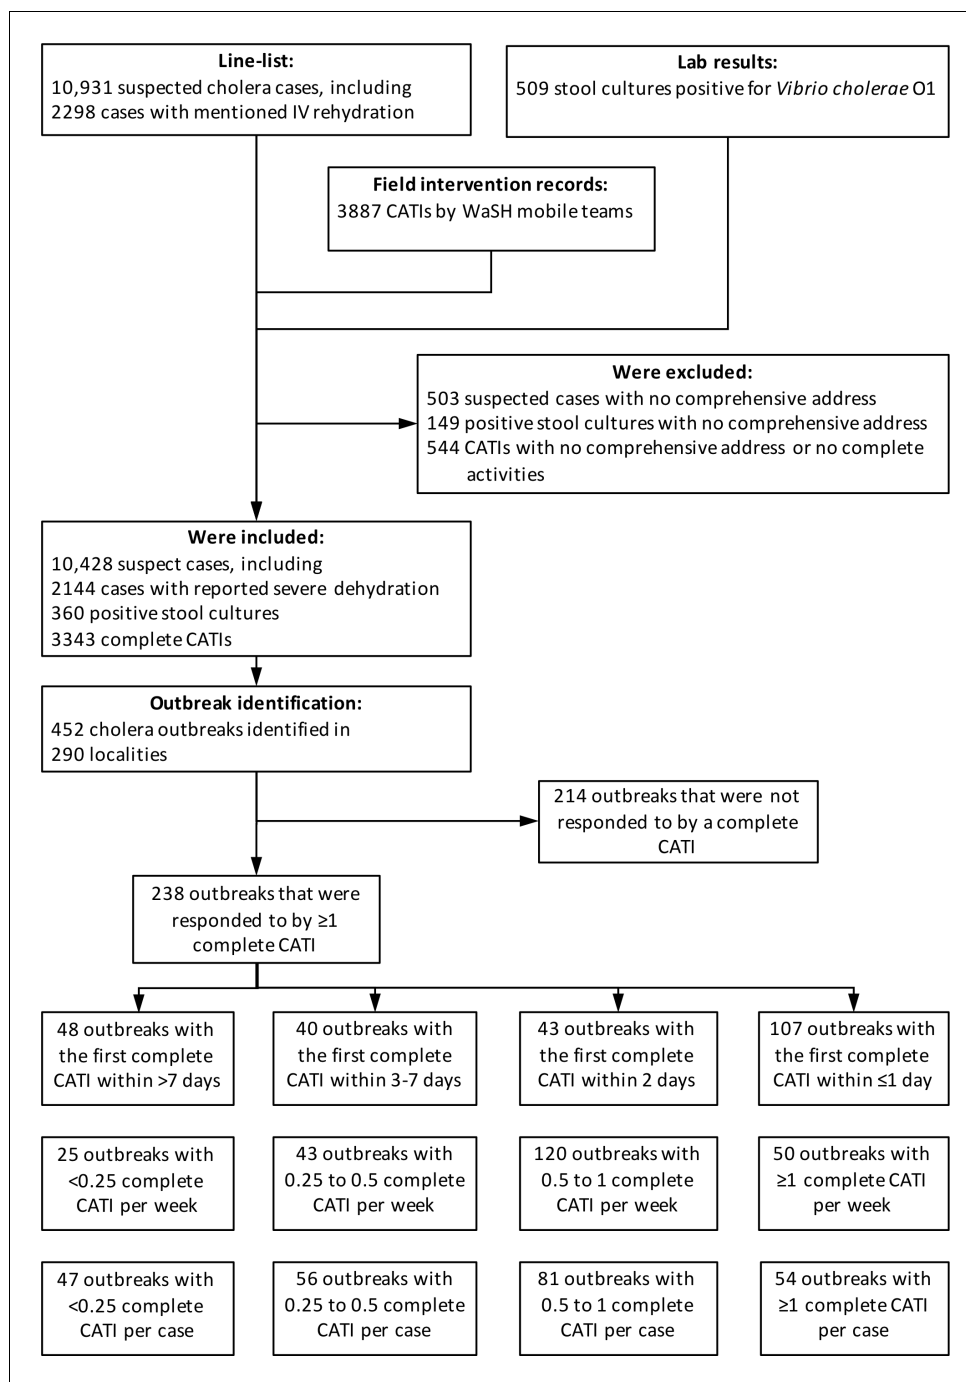 Line-list:
10,931 suspected cholera cases, including
2298 cases with mentioned IV rehydration
Lab results:
509 stool cultures positive for Vibrio cholerae O1
Field intervention records:
3887 CATIs by WaSH mobile teams
Were excluded:
503 suspected cases with no comprehensive address
149 positive stool cultures with no comprehensive address
544 CATIs with no comprehensive address or no complete
activities
Were included:
10,428 suspect cases, including
2144 cases with reported severe dehydration
360 positive stool cultures
3343 complete CATIs
Outbreak identification:
452 cholera outbreaks identified in
290 localities
214 outbreaks that were not
responded to by a complete
CATI
238 outbreaks that were
responded to by ≥1
complete CATI
48 outbreaks with
the first complete
CATI within >7 days
40 outbreaks with
the first complete
CATI within 3-7 days
43 outbreaks with
the first complete
CATI within 2 days
107 outbreaks with
the first complete
CATI within ≤1 day
25 outbreaks with
<0.25 complete
CATI per week
43 outbreaks with
0.25 to 0.5 complete
CATI per week
120 outbreaks with
0.5 to 1 complete
CATI per week
50 outbreaks with
≥1 complete CATI
per week
47 outbreaks with
<0.25 complete
CATI per case
56 outbreaks with
0.25 to 0.5 complete
CATI per case
81 outbreaks with
0.5 to 1 complete
CATI per case
54 outbreaks with
≥1 complete CATI
per case